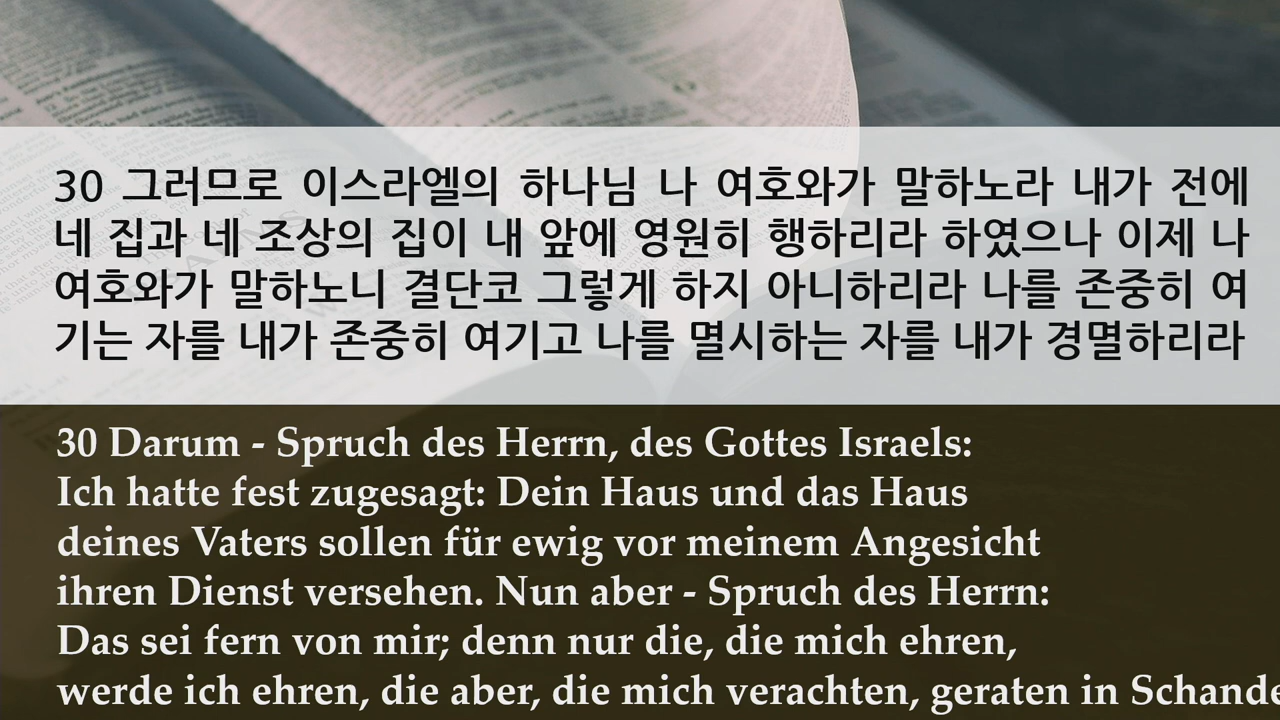 30 그러므로 이스라엘의 하나님 나 여호와가 말하노라 내가 전에
네 집과 네 조상의 집이 내 앞에 영원히 행하리라 하였으나 이제 나
여호와가 말하노니 결단코 그렇게 하지 아니하리라 나를 존중히 여
기는 자를 내가 존중히 여기고 나를 멸시하는 자를 내가 경멸하리라
30 Darum - Spruch des Herrn, des Gottes Israels:
Ich hatte fest zugesagt: Dein Haus und das Haus
deines Vaters sollen für ewig vor meinem Angesicht
ihren Dienst versehen. Nun aber - Spruch des Herrn:
Das sei fern von mir; denn nur die, die mich ehren,
werde ich ehren, die aber, die mich verachten, geraten in Schande